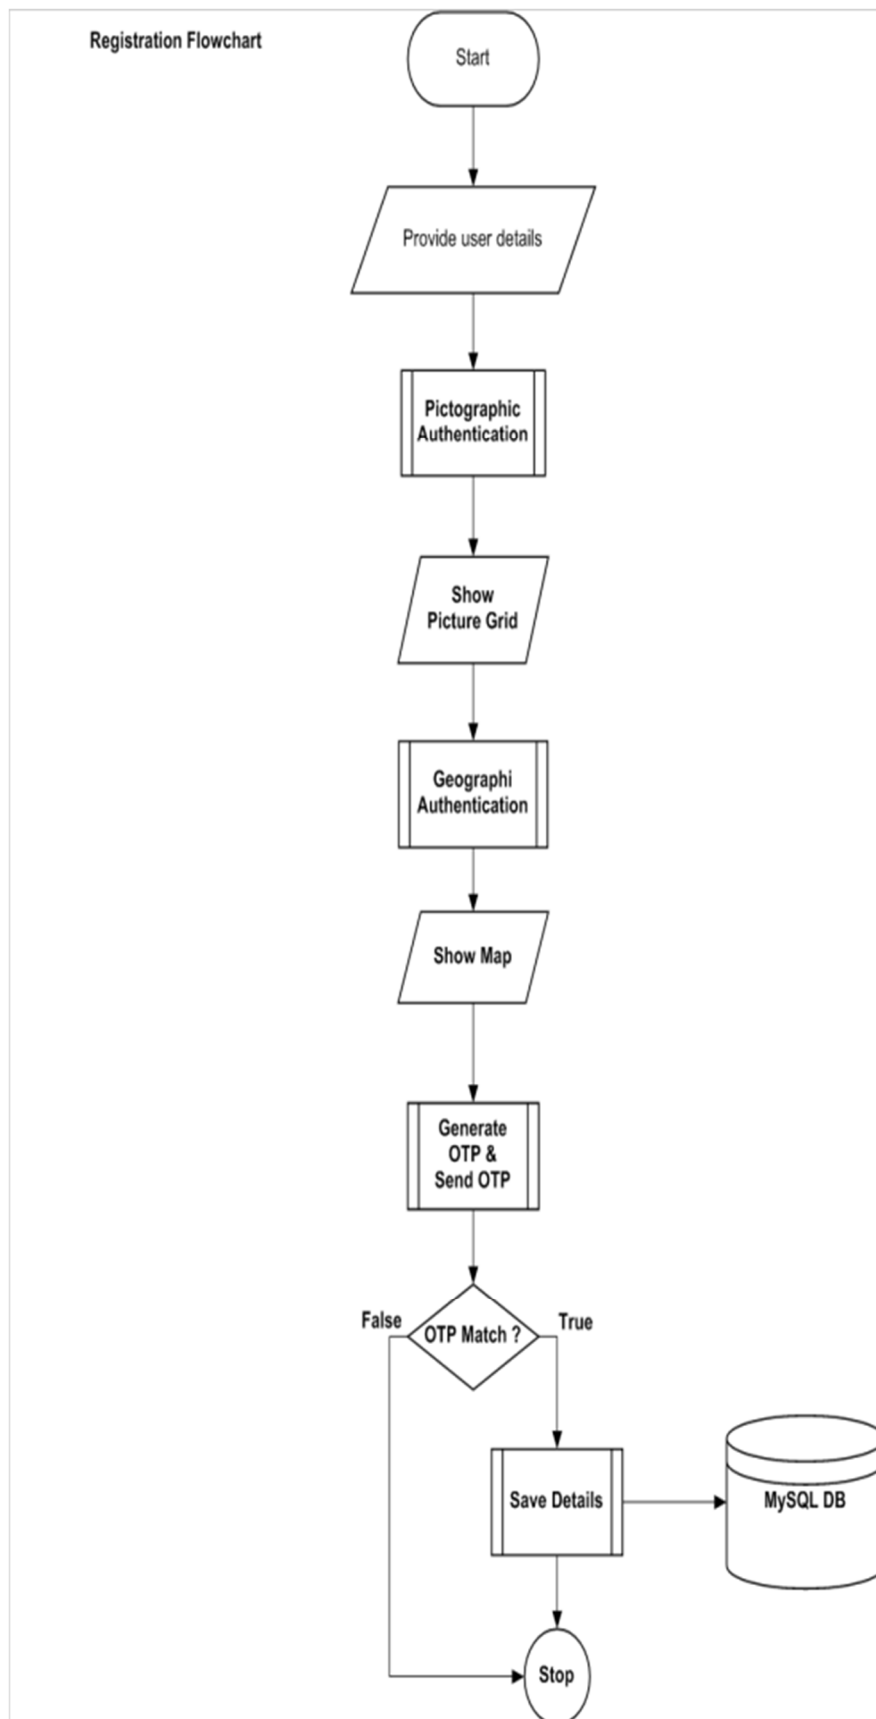 Registration Flowchart
Start
Provide user details
Pictographic
Authentication
Show
Picture Grid
Geographi
Authentication
Show Map
Generate
OTP &
Send OTP
False
OTP Match ?
True
Save Details
MySQL DB
Stop